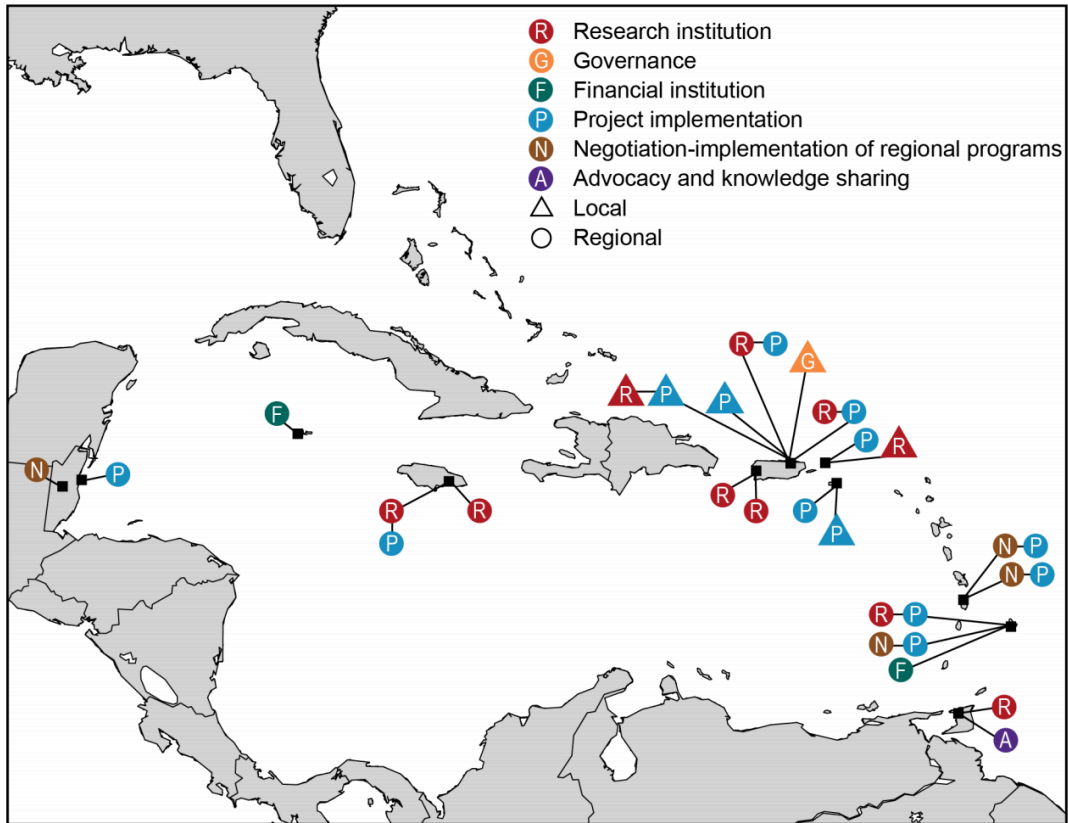 R Research institution
G Governance
F Financial institution
P Project implementation
N Negotiation-implementation of regional programs
A Advocacy and knowledge sharing
Local
Regional
R P
G
R P P
R P
F
P R
N P
R R
R R
P P
P
N P
N P
R P
N P
F
R
A